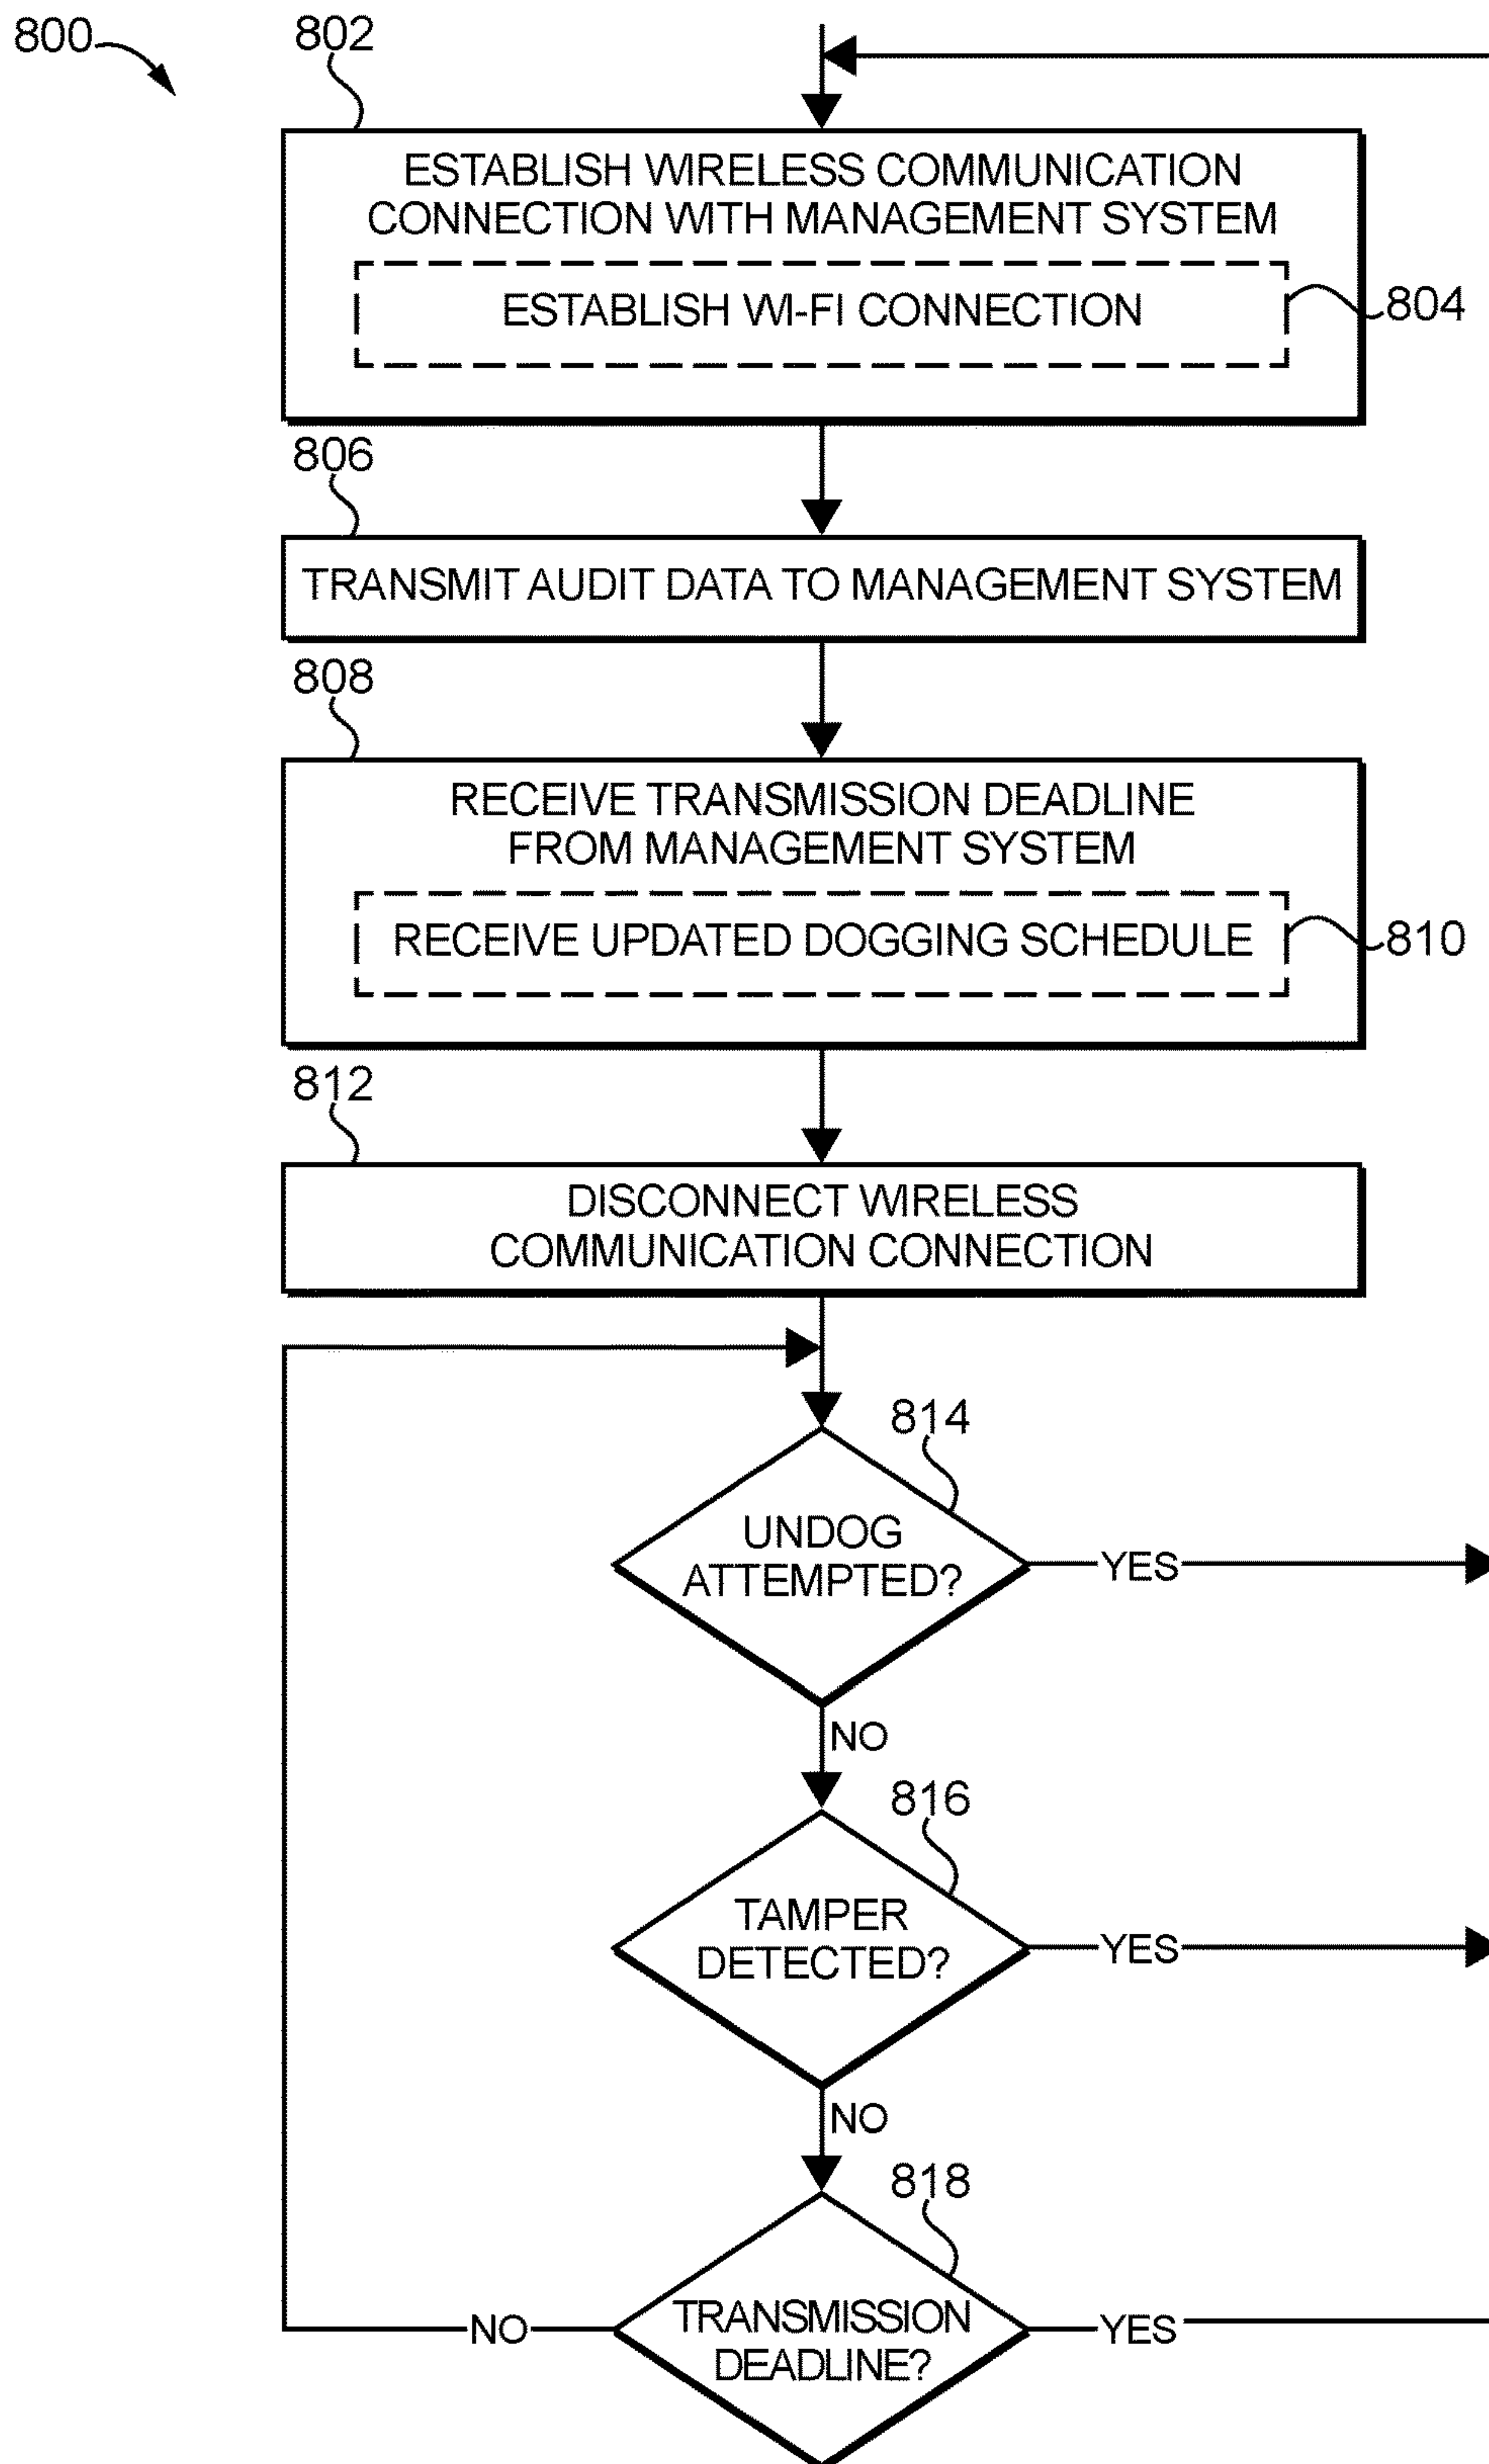 800
802
ESTABLISH WIRELESS COMMUNICATION
CONNECTION WITH MANAGEMENT SYSTEM
ESTABLISH WI-FI CONNECTION
804
806
TRANSMIT AUDIT DATA TO MANAGEMENT SYSTEM
808
RECEIVE TRANSMISSION DEADLINE
FROM MANAGEMENT SYSTEM
RECEIVE UPDATED DOGGING SCHEDULE
810
812
DISCONNECT WIRELESS
COMMUNICATION CONNECTION
814
UNDOG
ATTEMPTED?
YES
NO
816
TAMPER
DETECTED?
YES
NO
818
TRANSMISSION
DEADLINE?
NO
YES